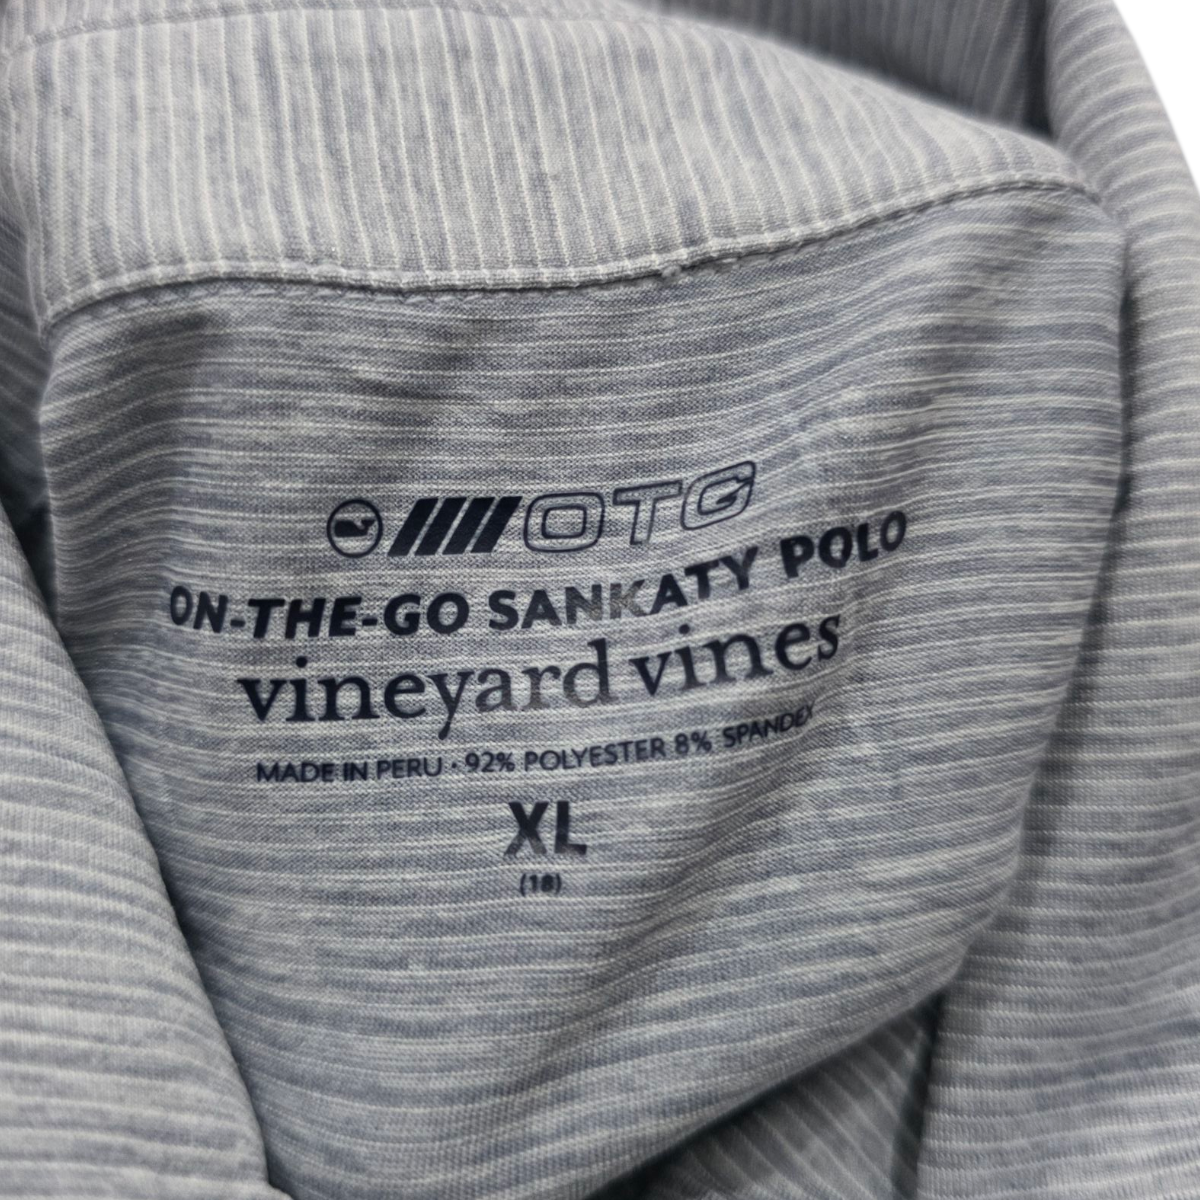 OTG
ON-THE-GO SANKATY POLO
vineyard vines
MADE IN PERU · 92% POLYESTER 8% SPANDEX
XL
(18)